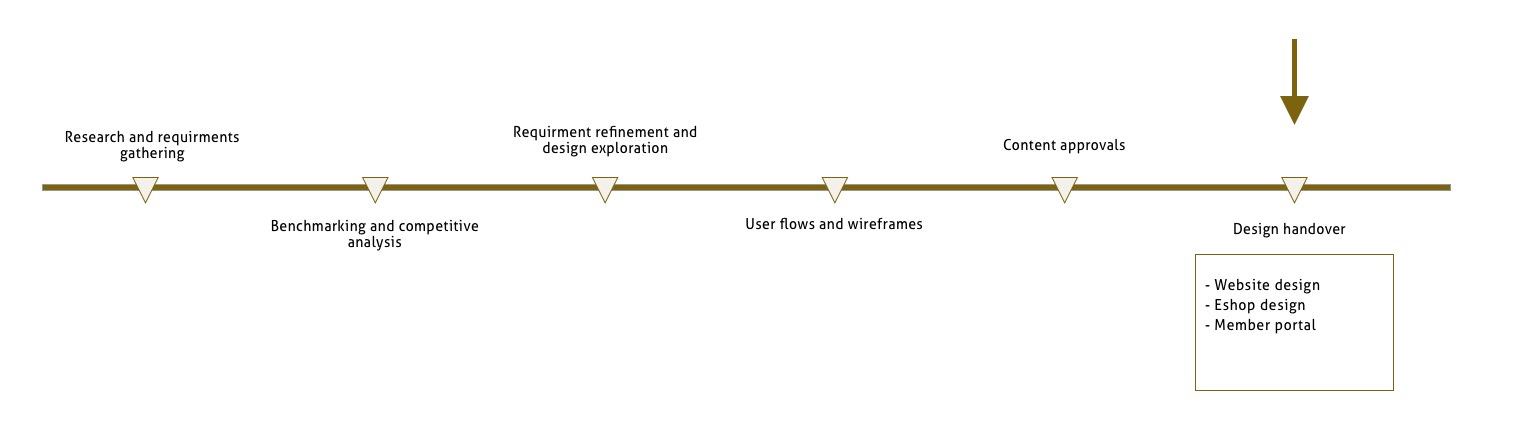 Research and requirments
gathering
Benchmarking and competitive
analysis
Requirment refinement and
design exploration
User flows and wireframes
Content approvals
Design handover
- Website design
- Eshop design
- Member portal